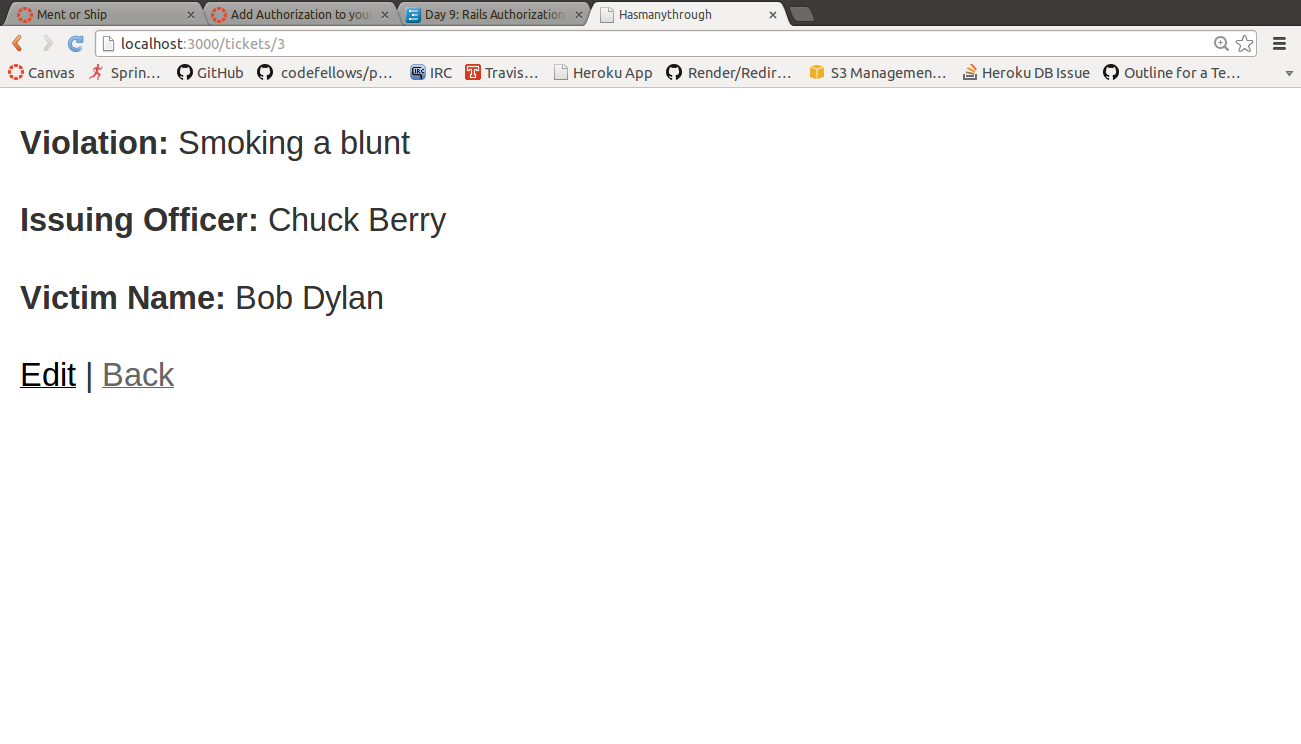 Ment or Ship
Add Authorization to your
Day 9: Rails Authorization
Hasmanythrough
localhost:3000/tickets/3
Canvas Sprin... GitHub codefellows/p... IRC Travis... Heroku App Render/Redir... S3 Managemen... Heroku DB Issue Outline for a Te...
Violation: Smoking a blunt
Issuing Officer: Chuck Berry
Victim Name: Bob Dylan
Edit | Back